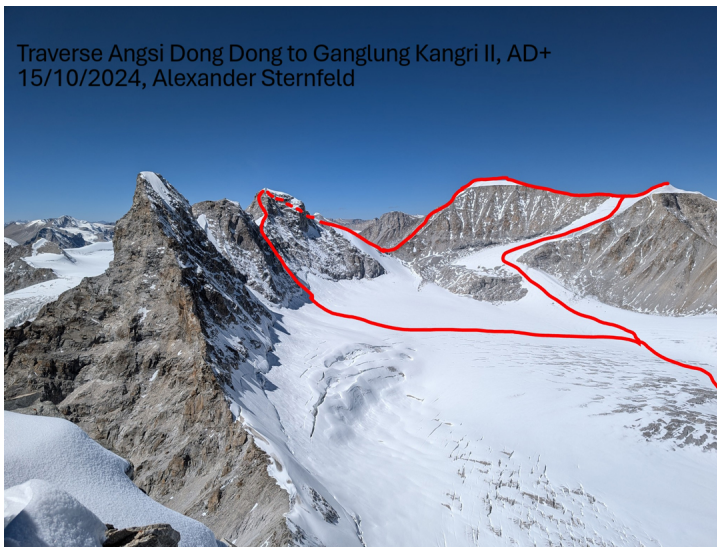 Traverse Angsi Dong Dong to Ganglung Kangri II, AD+
15/10/2024, Alexander Sternfeld